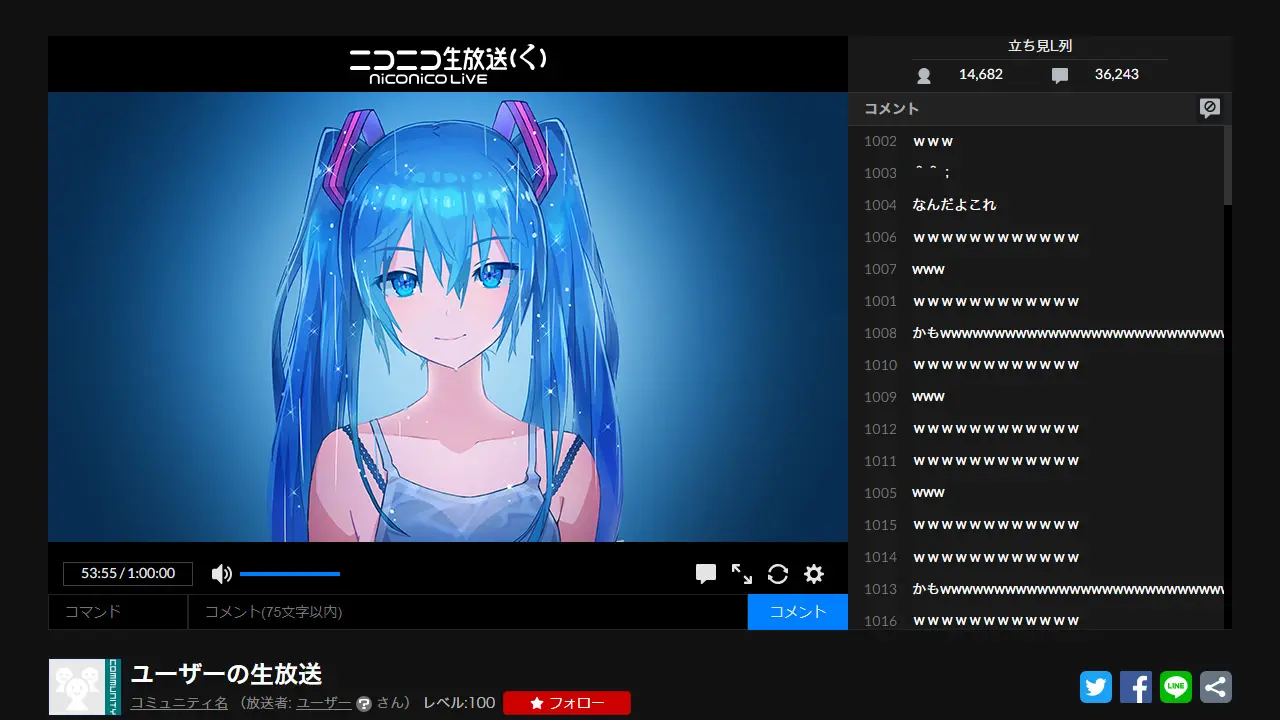 ニコニコ生放送(く)
niconico LiVE
立ち見L列
14,682 36,243
コメント
1002 ｗｗｗ
1003 ＾＾；
1004 なんだよこれ
1006 ｗｗｗｗｗｗｗｗｗｗｗｗ
1007 www
1001 ｗｗｗｗｗｗｗｗｗｗｗｗ
1008 かもwwwwwwwwwwwwwwwwwwwwwwwwwww
1010 ｗｗｗｗｗｗｗｗｗｗｗｗ
1009 www
1012 ｗｗｗｗｗｗｗｗｗｗｗｗ
1011 ｗｗｗｗｗｗｗｗｗｗｗｗ
1005 www
1015 ｗｗｗｗｗｗｗｗｗｗｗｗ
1014 ｗｗｗｗｗｗｗｗｗｗｗｗ
1013 かもwwwwwwwwwwwwwwwwwwwwwwwwwww
1016 ｗｗｗｗｗｗｗｗｗｗｗｗ
53:55 / 1:00:00
コマンド コメント(75文字以内) コメント
COMMUNITY
ユーザーの生放送
コミュニティ名 （放送者: ユーザー ? さん） レベル:100 ★ フォロー
LINE